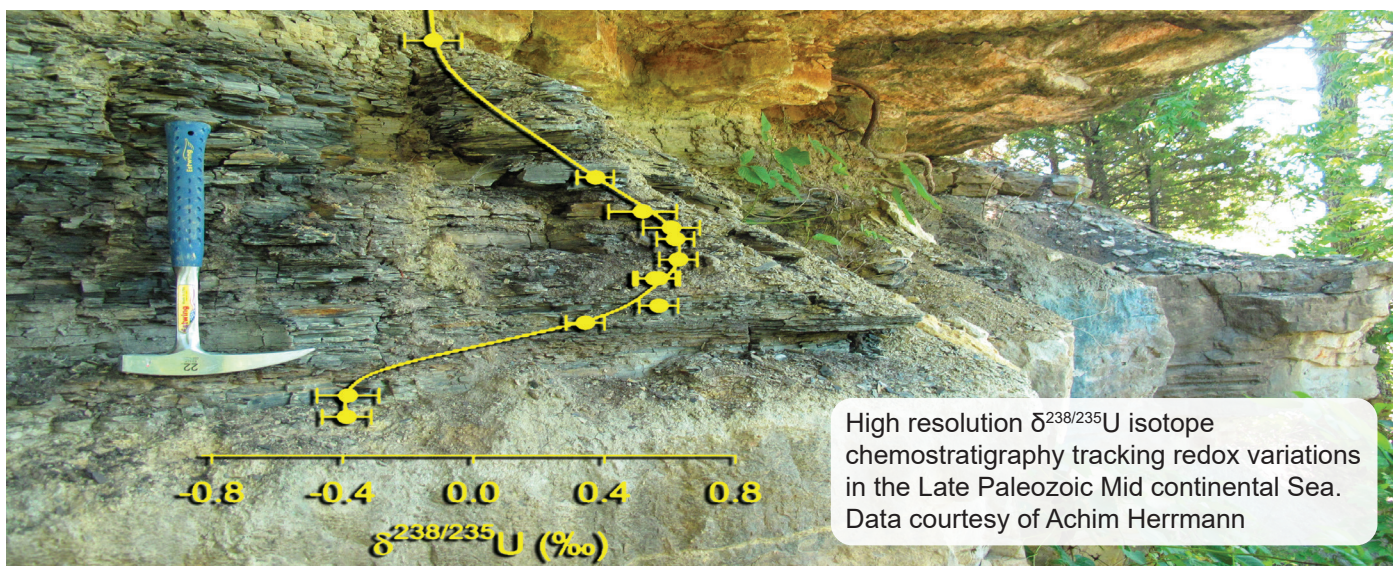 Estwing
Estwing
22
-0.8 -0.4 0.0 0.4 0.8
δ238/235U (‰)
High resolution δ238/235U isotope
chemostratigraphy tracking redox variations
in the Late Paleozoic Mid continental Sea.
Data courtesy of Achim Herrmann